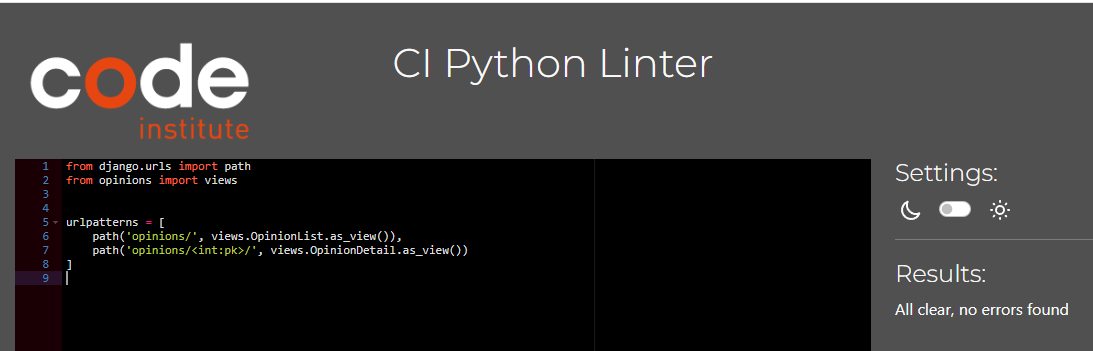 code
institute
CI Python Linter
1 from django.urls import path
2 from opinions import views
3
4
5 urlpatterns = [
6     path('opinions/', views.OpinionList.as_view()),
7     path('opinions/<int:pk>/', views.OpinionDetail.as_view())
8 ]
9
Settings:
Results:
All clear, no errors found